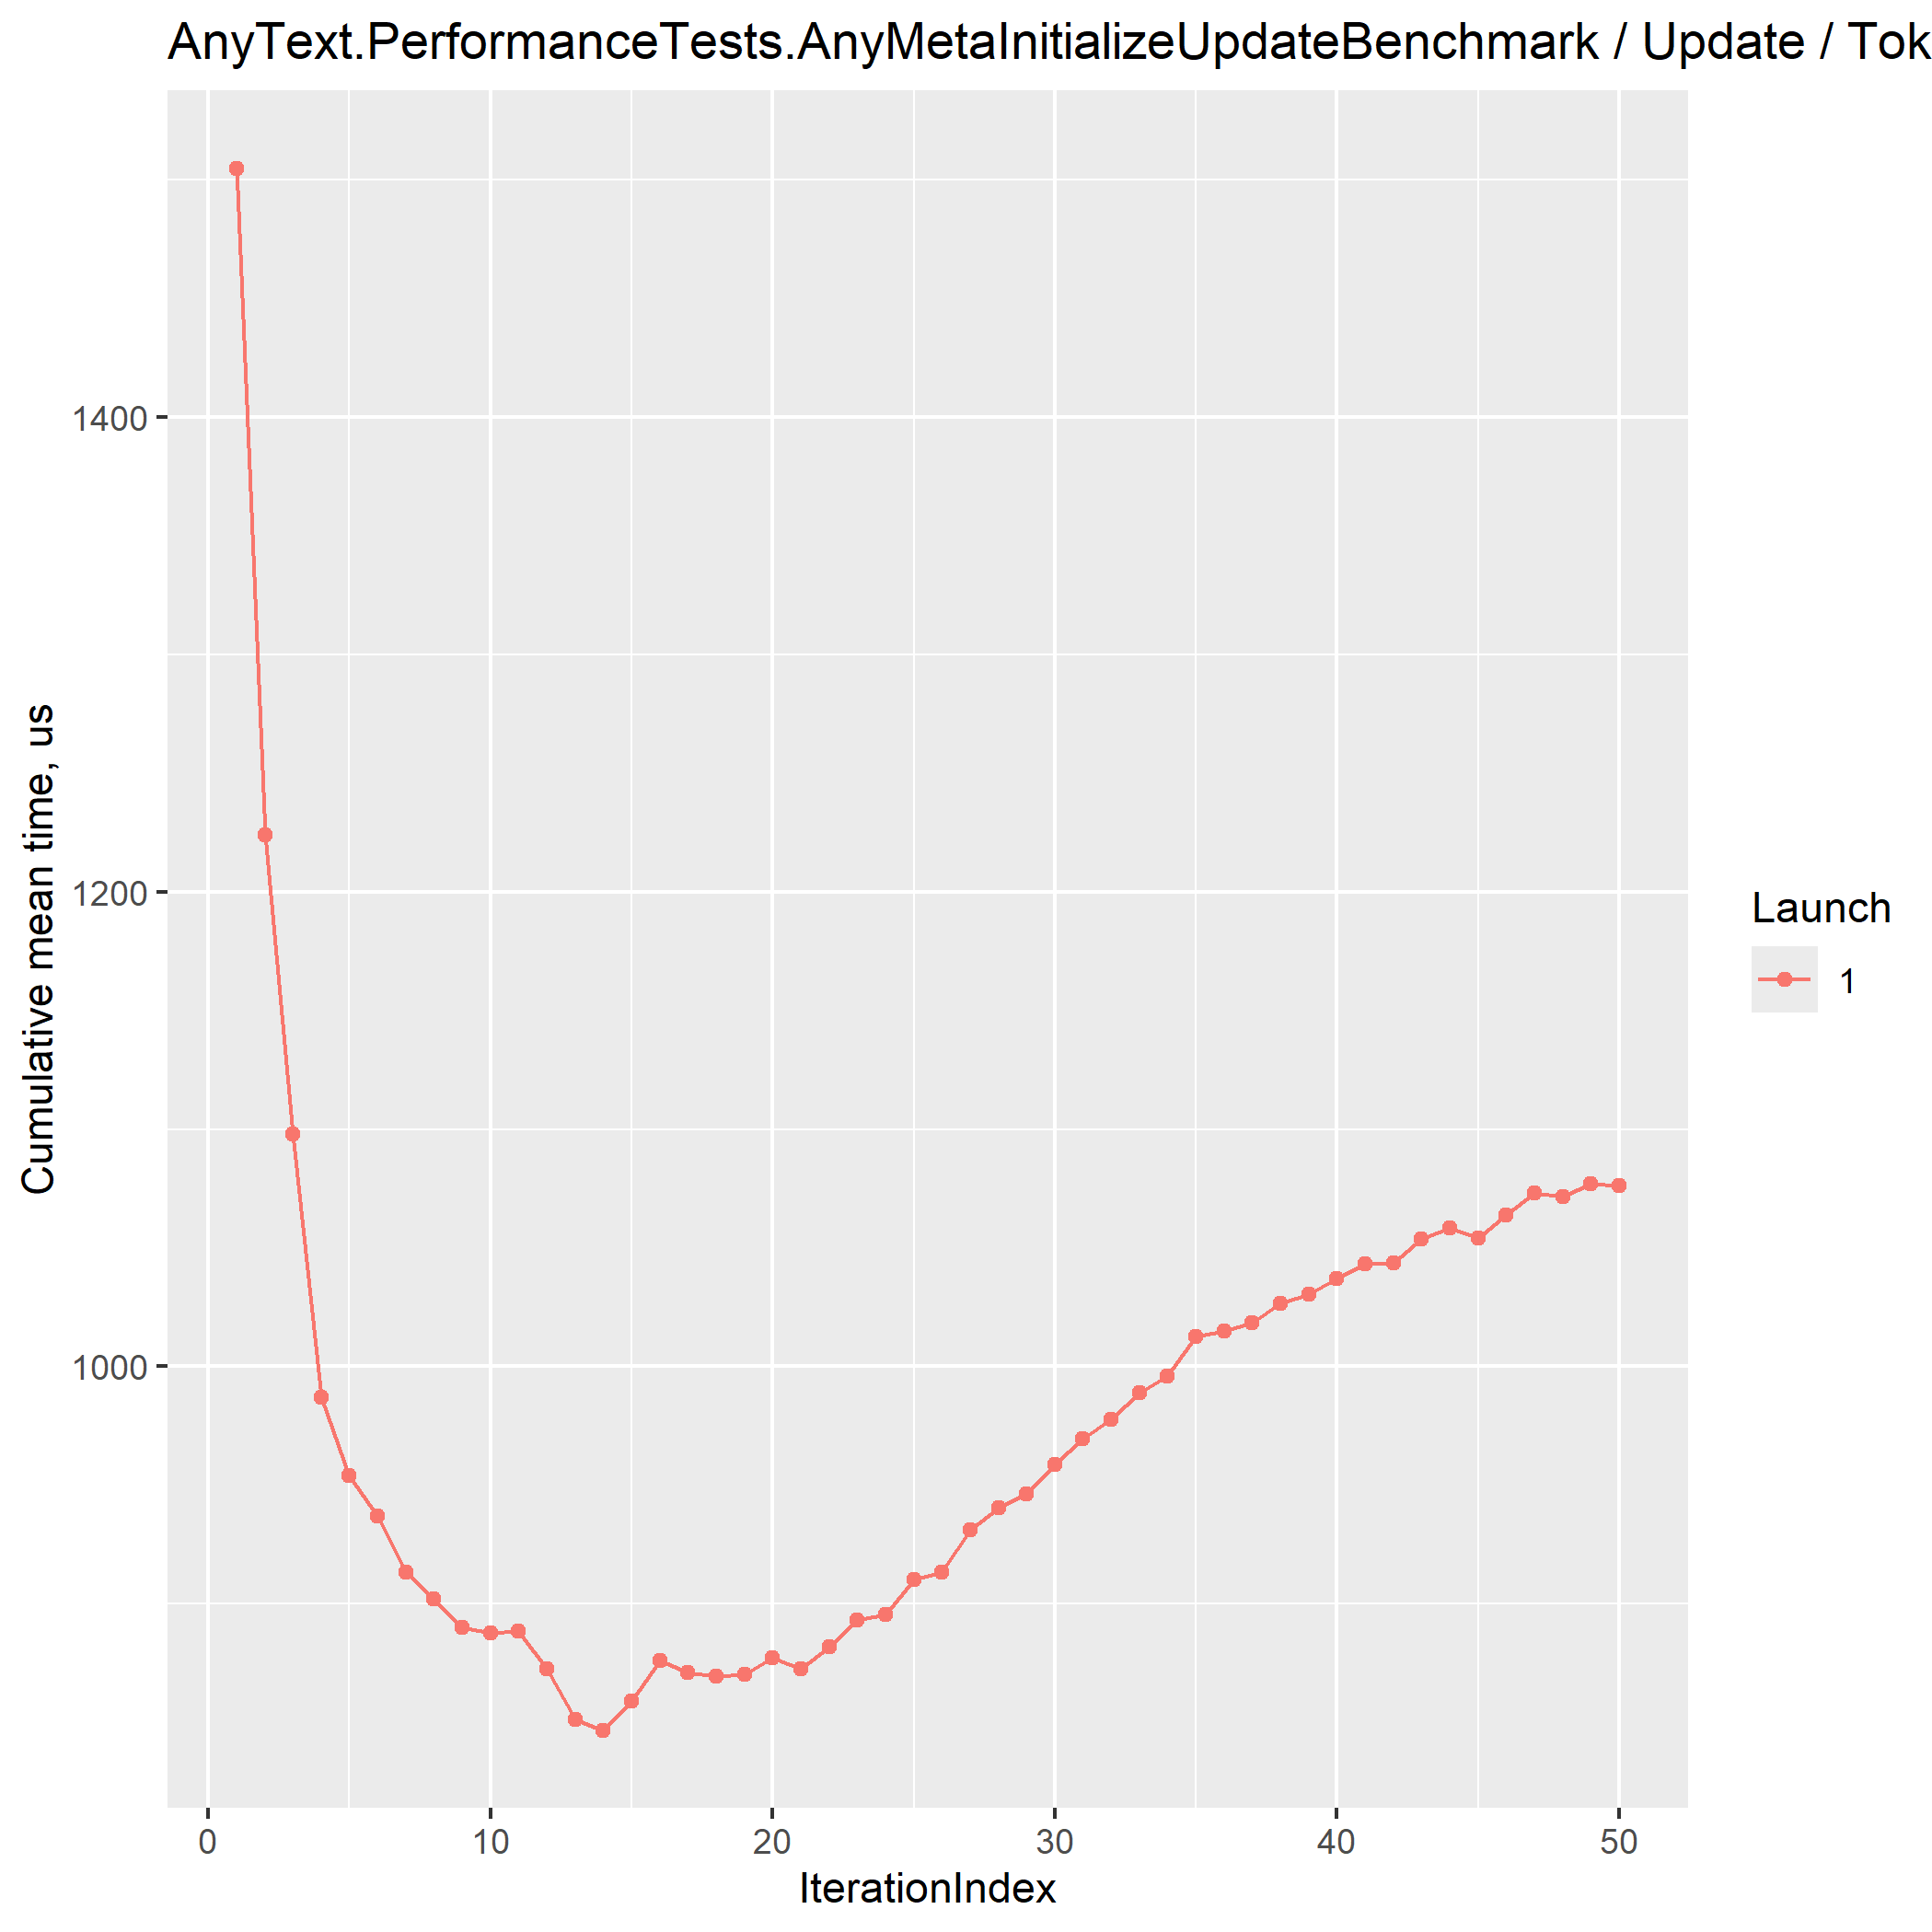 AnyText.PerformanceTests.AnyMetaInitializeUpdateBenchmark / Update / Tok
Cumulative mean time, us
1400
1200
1000
0 10 20 30 40 50
IterationIndex
Launch
1